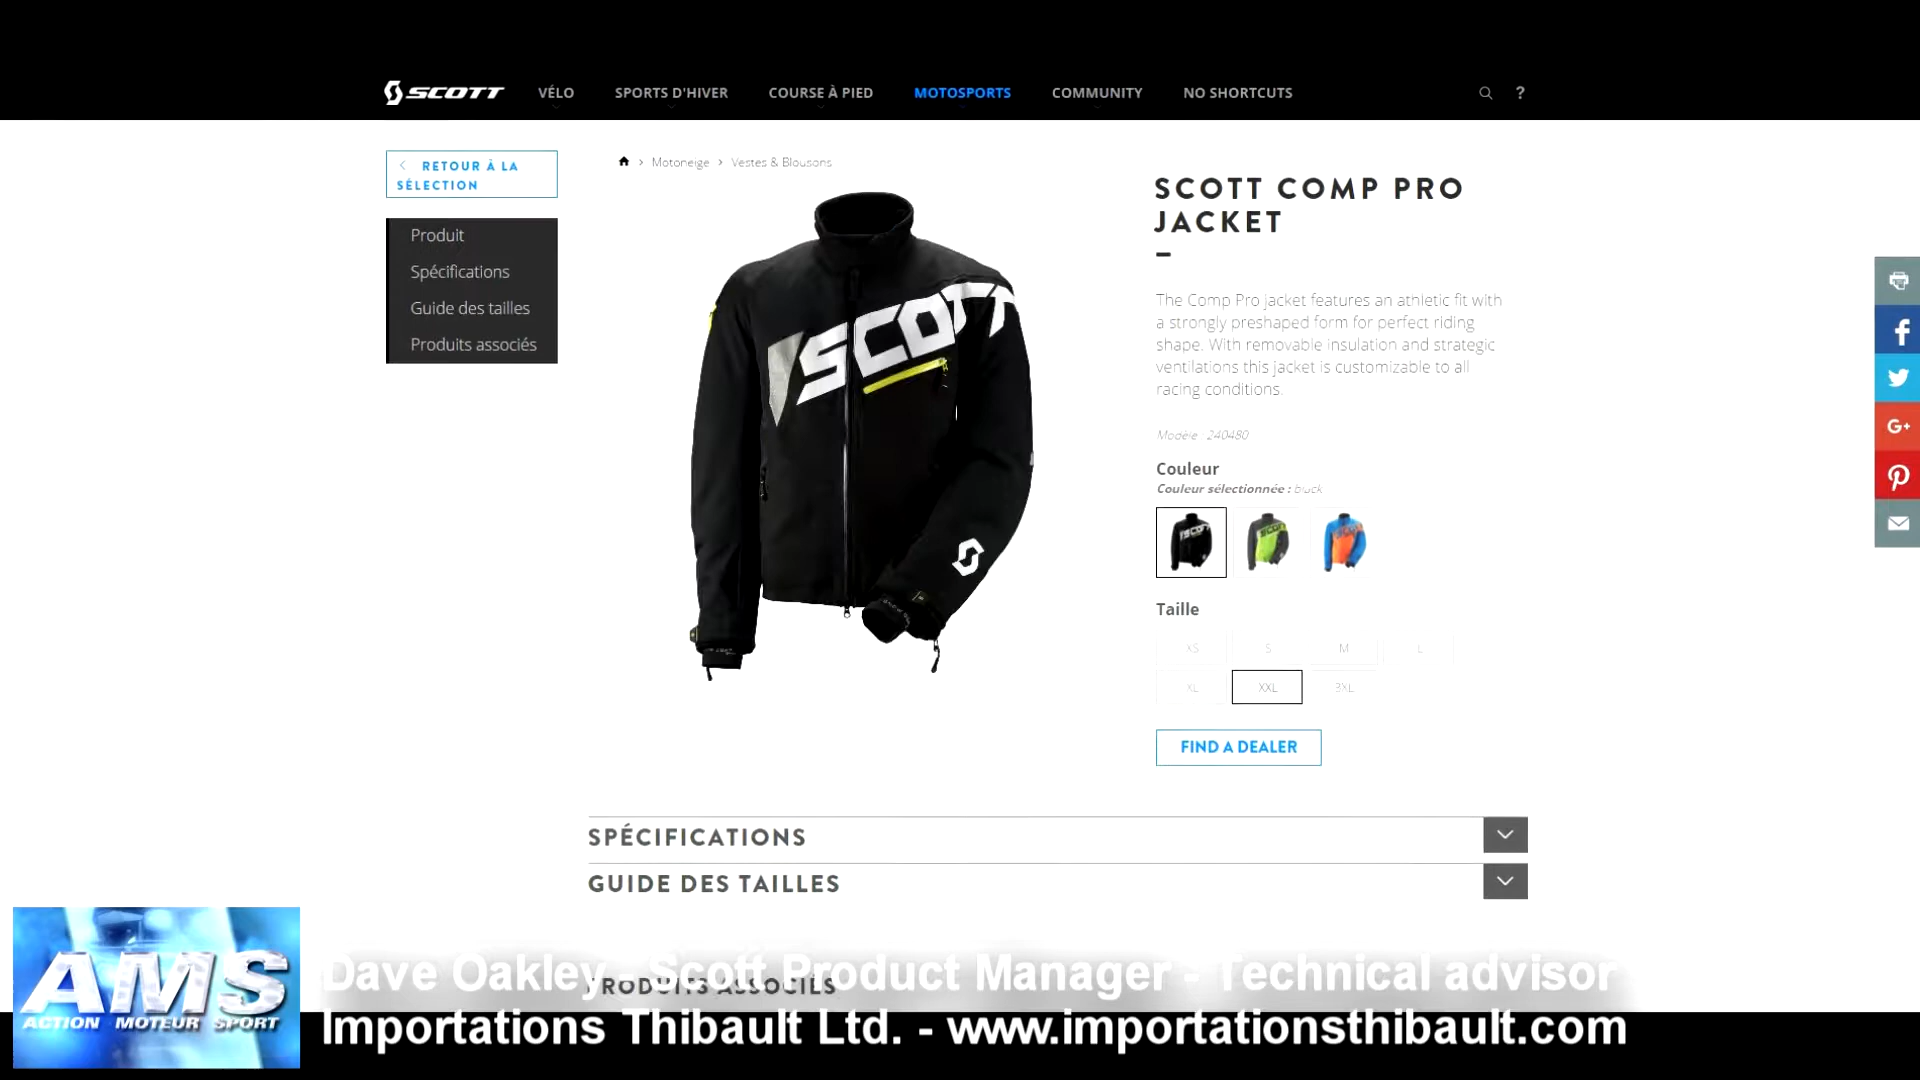 SCOTT VÉLO SPORTS D'HIVER COURSE À PIED MOTOSPORTS COMMUNITY NO SHORTCUTS ?
RETOUR À LA
SÉLECTION
Produit
Spécifications
Guide des tailles
Produits associés
Motoneige > Vestes & Blousons
SCOTT
SCOTT COMP PRO
JACKET
The Comp Pro jacket features an athletic fit with
a strongly preshaped form for perfect riding
shape. With removable insulation and strategic
ventilations this jacket is customizable to all
racing conditions.
Modèle : 240480
Couleur
Couleur sélectionnée : black
Taille
XS S M L
XL XXL 3XL
FIND A DEALER
SPÉCIFICATIONS
GUIDE DES TAILLES
PRODUITS ASSOCIÉS
AMS
ACTION MOTEUR SPORT
Dave Oakley - Scott Product Manager - Technical advisor
Importations Thibault Ltd. - www.importationsthibault.com